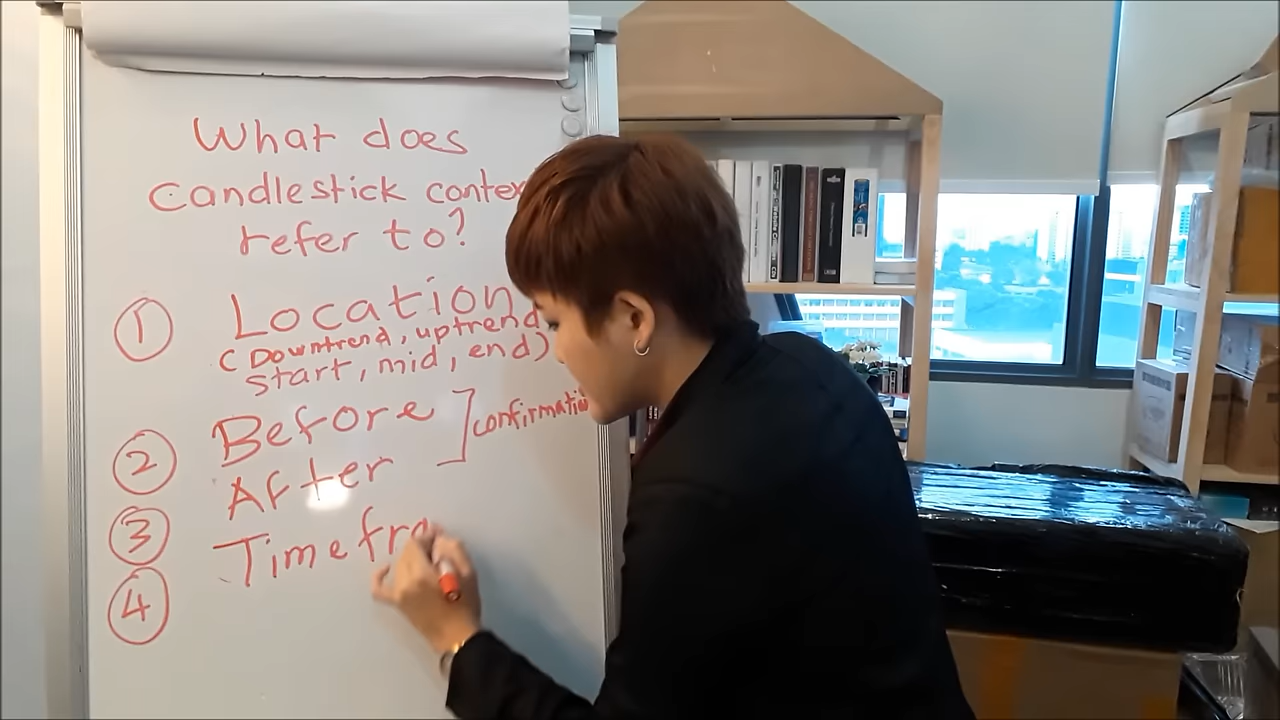 What does
candlestick contex
refer to?
1 Location
(Downtrend, uptrend
start, mid, end)
2 Before ] confirmation
3 After
4 Timefra